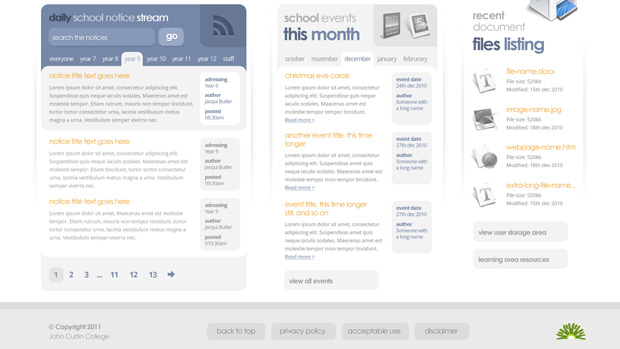 daily school notice stream
search the notices
go
everyone year 7 year 8 year 9 year 10 year 11 year 12 staff
notice title text goes here
Lorem ipsum dolor sit amet, consectetur adipiscing elit.
Suspendisse quis neque iaculis sodales. Maecenas amet est
molestie tempor. Etiam, mauris non tempor tincidunt,
tortor tortor consectetur urna, lacinia vestibulum metus
magna a urna. Vestibulum semper viverra nec.
adressing
Year 9
author
Jacqui Butler
posted
08:30am
notice title text goes here
Lorem ipsum dolor sit amet, consectetur adipiscing elit.
Suspendisse quis neque iaculis sodales. Maecenas amet est
molestie tempor. Etiam tincidunt, tortor tortor consectetur
urna, lacinia vestibulum metus magna a urna. Vestibulum
semper viverra nec.
adressing
Year 9
author
Jacqui Butler
posted
09:30am
notice title text goes here
Lorem ipsum dolor sit amet, Maecenas amet est molestie
tempor. Etiam tincidunt, tortor tortor consectetur urna,
lacinia vestibulum metus magna a urna. Vestibulum
semper viverra nec.
adressing
Year 9
author
Jacqui Butler
posted
010:30am
1 2 3 ... 11 12 13
school events
this month
october november december january februrary
christmas eve carols
Lorem ipsum dolor sit amet, consectetur
adipiscing elit. Suspendisse quis neque
iaculis sodales. Maecenas amet est
molestie tempor.
Read more >
event date
24th dec 2010
author
Someone with
a long name
another event title, this time
longer
Lorem ipsum dolor sit amet, consectetur
adipiscing elit. Suspendisse quis neque
iaculis sodales. Maecenas amet est
molestie tempor moo tempor tincidunt.
Read more >
event date
27th dec 2010
author
Someone with
a long name
event title, this time longer
still, and so on
Lorem ipsum dolor sit amet, consectetur
adipiscing elit. Suspendisse quis neque
iaculis sodales. Maecenas amet est
molestie tempor moo tempor tincidunt.
Read more >
event date
27th dec 2010
author
Someone with
a long name
view all events
recent
document
files listing
file-name.docx
File size: 520kb
Modified: 15th dec 2010
image-name.jpg
File size: 520kb
Modified: 18th dec 2010
webpage-name.htm
File size: 520kb
Modified: 18th dec 2010
extra-long file-name...
File size: 520kb
Modified: 15th dec 2010
view user storage area
learning area resources
© Copyright 2011
John Curtin College
back to top
privacy policy
acceptable use
disclaimer